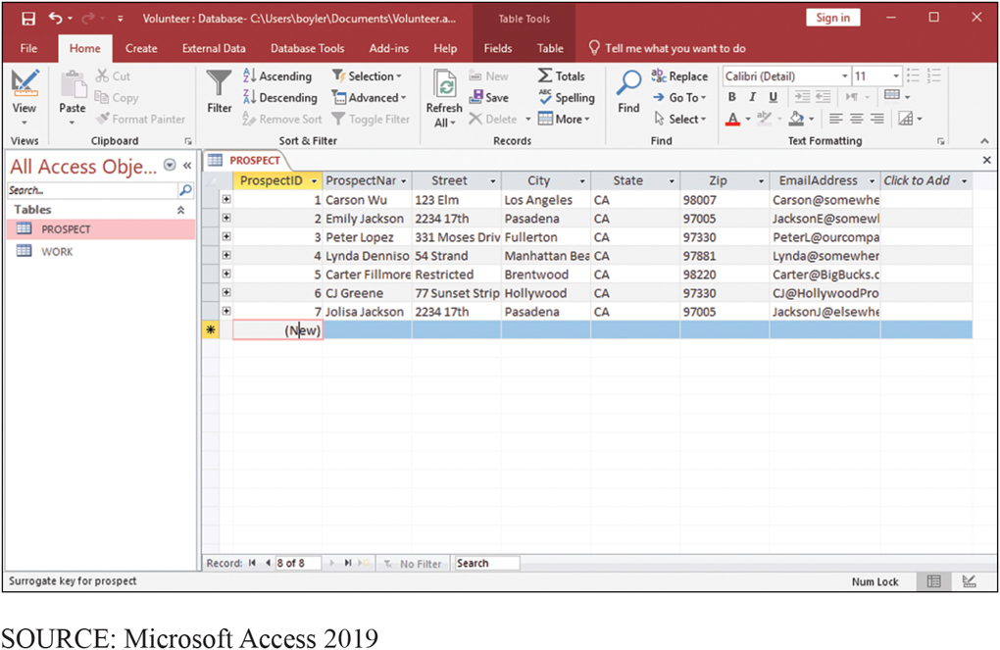 Volunteer : Database- C:\Users\boyler\Documents\Volunteer.a...
Table Tools
Sign in
File Home Create External Data Database Tools Add-ins Help Fields Table Tell me what you want to do
View
Views
Paste
Cut
Copy
Format Painter
Clipboard
Filter
Ascending
Descending
Remove Sort
Selection
Advanced
Toggle Filter
Sort & Filter
Refresh
All
New
Save
Delete
Totals
Spelling
More
Records
Find
Replace
Go To
Select
Find
Calibri (Detail) 11
B I U
A
Text Formatting
All Access Obje...
Search...
Tables
PROSPECT
WORK
PROSPECT
ProspectID ProspectNar Street City State Zip EmailAddress Click to Add
1 Carson Wu 123 Elm Los Angeles CA 98007 Carson@somewhe
2 Emily Jackson 2234 17th Pasadena CA 97005 JacksonE@somewl
3 Peter Lopez 331 Moses Driv Fullerton CA 97330 PeterL@ourcompa
4 Lynda Denniso 54 Strand Manhattan Bea CA 97881 Lynda@somewher
5 Carter Fillmore Restricted Brentwood CA 98220 Carter@BigBucks.c
6 CJ Greene 77 Sunset Strip Hollywood CA 97330 CJ@HollywoodPro
7 Jolisa Jackson 2234 17th Pasadena CA 97005 JacksonJ@elsewhe
(New)
Record: 8 of 8 No Filter Search
Surrogate key for prospect
Num Lock
SOURCE: Microsoft Access 2019